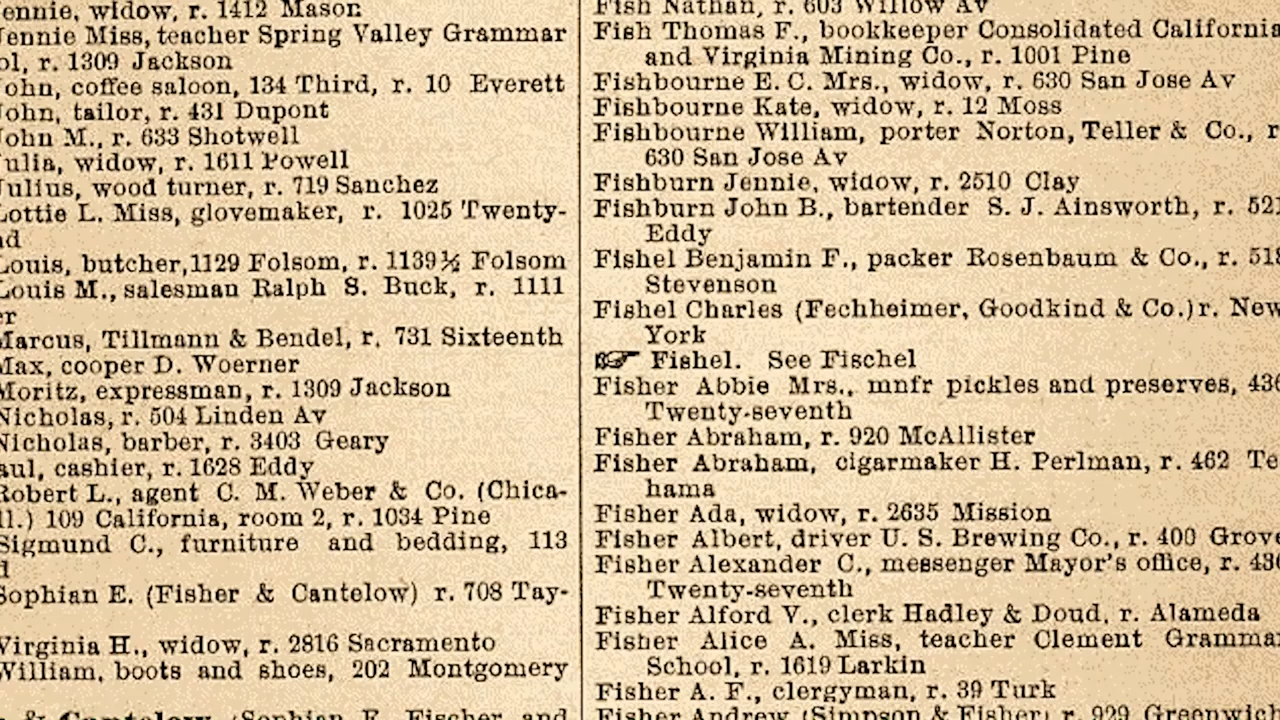 Jennie, widow, r. 1412 Mason
Jennie Miss, teacher Spring Valley Grammar
ol, r. 1309 Jackson
John, coffee saloon, 134 Third, r. 10 Everett
John, tailor, r. 431 Dupont
John M., r. 633 Shotwell
Julia, widow, r. 1611 Powell
Julius, wood turner, r. 719 Sanchez
Lottie L. Miss, glovemaker, r. 1025 Twenty-
nd
Louis, butcher, 1129 Folsom, r. 1139½ Folsom
Louis M., salesman Ralph S. Buck, r. 1111
er
Marcus, Tillmann & Bendel, r. 731 Sixteenth
Max, cooper D. Woerner
Moritz, expressman, r. 1309 Jackson
Nicholas, r. 504 Linden Av
Nicholas, barber, r. 3403 Geary
aul, cashier, r. 1628 Eddy
Robert L., agent C. M. Weber & Co. (Chica-
ll.) 109 California, room 2, r. 1034 Pine
Sigmund C., furniture and bedding, 113
d
Sophian E. (Fisher & Cantelow) r. 708 Tay-
Virginia H., widow, r. 2816 Sacramento
William, boots and shoes, 202 Montgomery
& Cantelow (Sophian E. Fischer and
Fish Nathan, r. 603 Willow Av
Fish Thomas F., bookkeeper Consolidated California
and Virginia Mining Co., r. 1001 Pine
Fishbourne E. C. Mrs., widow, r. 630 San Jose Av
Fishbourne Kate, widow, r. 12 Moss
Fishbourne William, porter Norton, Teller & Co., r.
630 San Jose Av
Fishburn Jennie, widow, r. 2510 Clay
Fishburn John B., bartender S. J. Ainsworth, r. 521
Eddy
Fishel Benjamin F., packer Rosenbaum & Co., r. 518
Stevenson
Fishel Charles (Fechheimer, Goodkind & Co.) r. New
York
☞ Fishel. See Fischel
Fisher Abbie Mrs., mnfr pickles and preserves, 436
Twenty-seventh
Fisher Abraham, r. 920 McAllister
Fisher Abraham, cigarmaker H. Perlman, r. 462 Te
hama
Fisher Ada, widow, r. 2635 Mission
Fisher Albert, driver U. S. Brewing Co., r. 400 Grove
Fisher Alexander C., messenger Mayor's office, r. 436
Twenty-seventh
Fisher Alford V., clerk Hadley & Doud, r. Alameda
Fisher Alice A. Miss, teacher Clement Grammar
School, r. 1619 Larkin
Fisher A. F., clergyman, r. 39 Turk
Fisher Andrew (Simpson & Fisher) r. 929 Greenwich